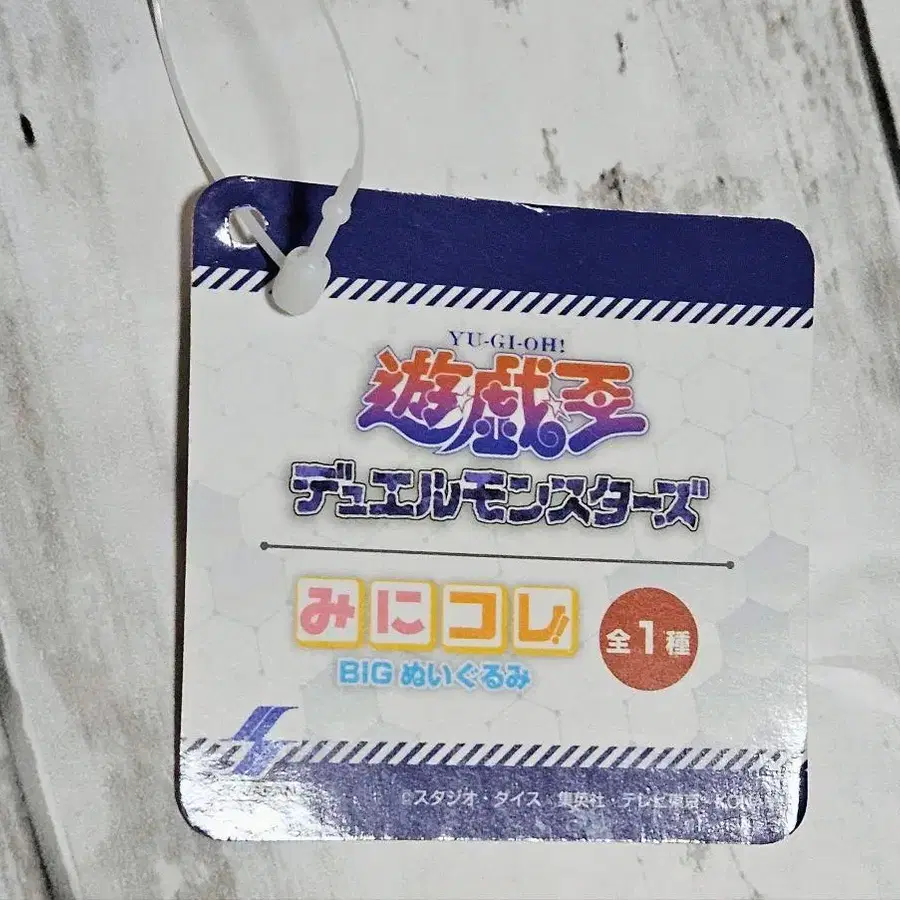 YU-GI-OH!
遊☆戯☆王
デュエルモンスターズ
みにコレ!!
BIG ぬいぐるみ
全1種
©スタジオ・ダイス 集英社・テレビ東京・